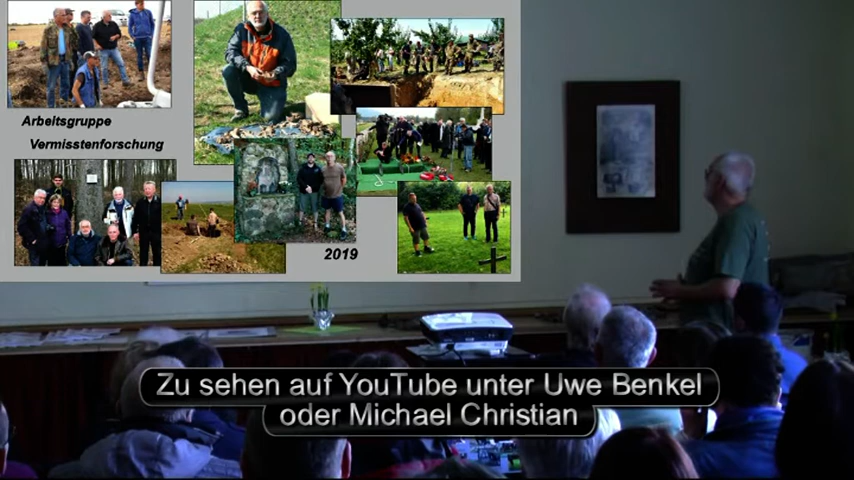 Arbeitsgruppe
Vermisstenforschung
2019
Zu sehen auf YouTube unter Uwe Benkel
oder Michael Christian